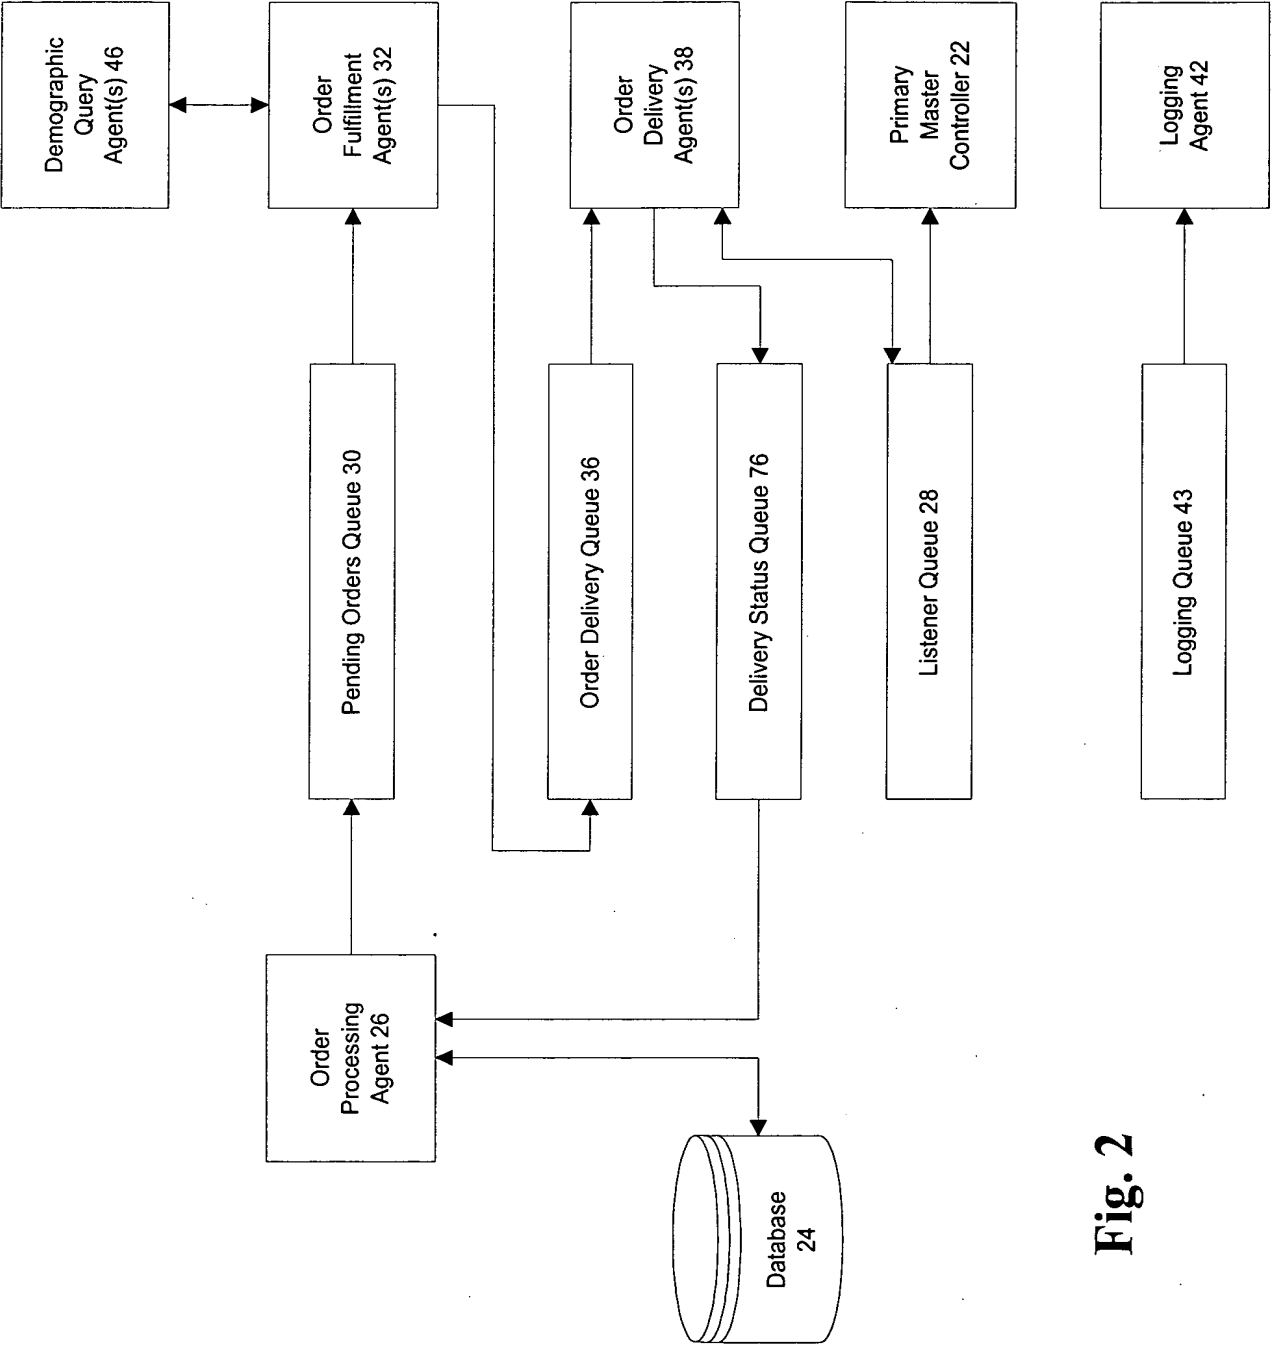 Demographic
Query
Agent(s) 46
Order
Fulfillment
Agent(s) 32
Order
Delivery
Agent(s) 38
Primary
Master
Controller 22
Logging
Agent 42
Pending Orders Queue 30
Order Delivery Queue 36
Delivery Status Queue 76
Listener Queue 28
Logging Queue 43
Order
Processing
Agent 26
Database
24
Fig. 2